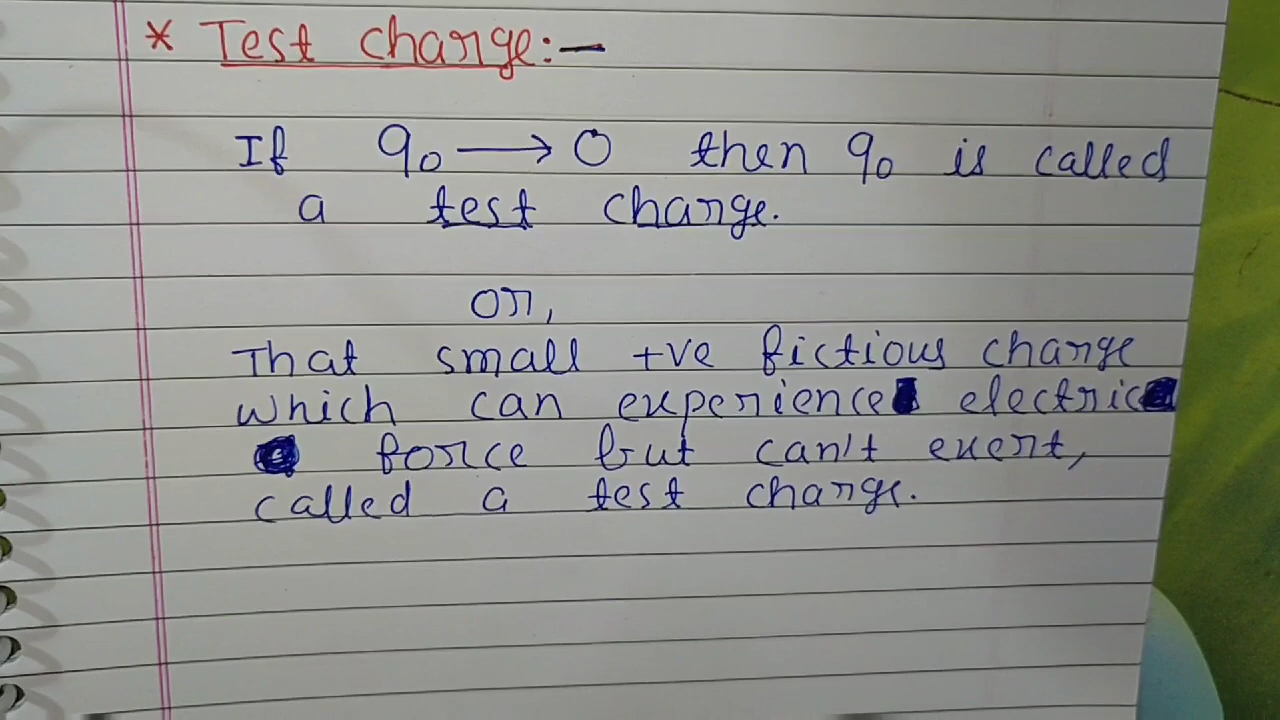 * Test charge:-
If q₀ → 0 then q₀ is called
a test charge.
or,
That small +ve fictious charge
which can experience electric
force but can't exert,
called a test charge.